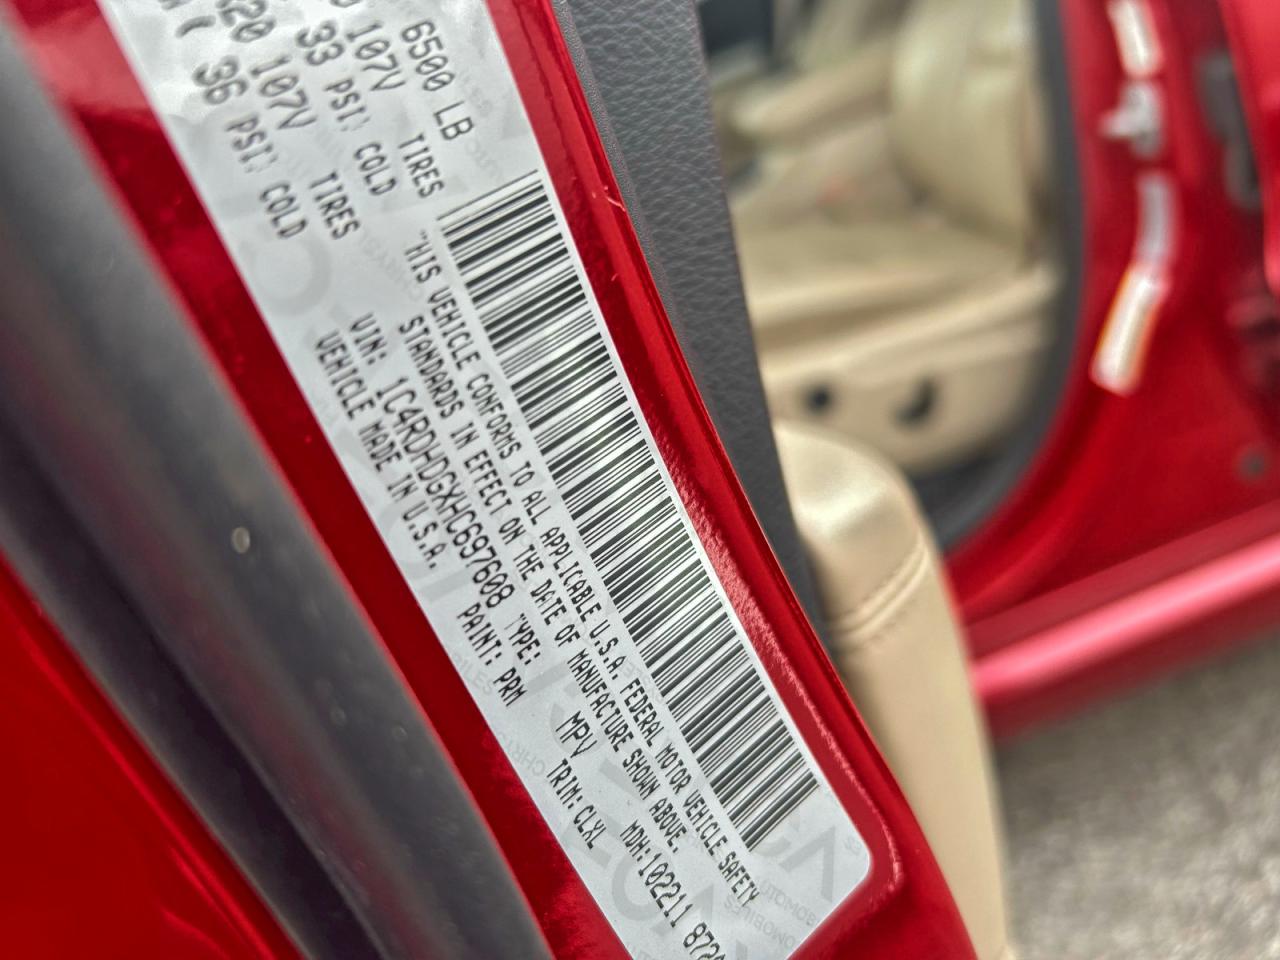 6500 LB
107V TIRES
33 PSI) COLD
107V TIRES
36 PSI) COLD
"HIS VEHICLE CONFORMS TO ALL APPLICABLE U.S.A. FEDERAL MOTOR VEHICLE SAFETY
STANDARDS IN EFFECT ON THE DATE OF MANUFACTURE SHOWN ABOVE.
MDH:102211 872
VIN: 1C4RDHDGXHC697608 TYPE: MPV
VEHICLE MADE IN U.S.A. PAINT: PRM TRIM: CLXL